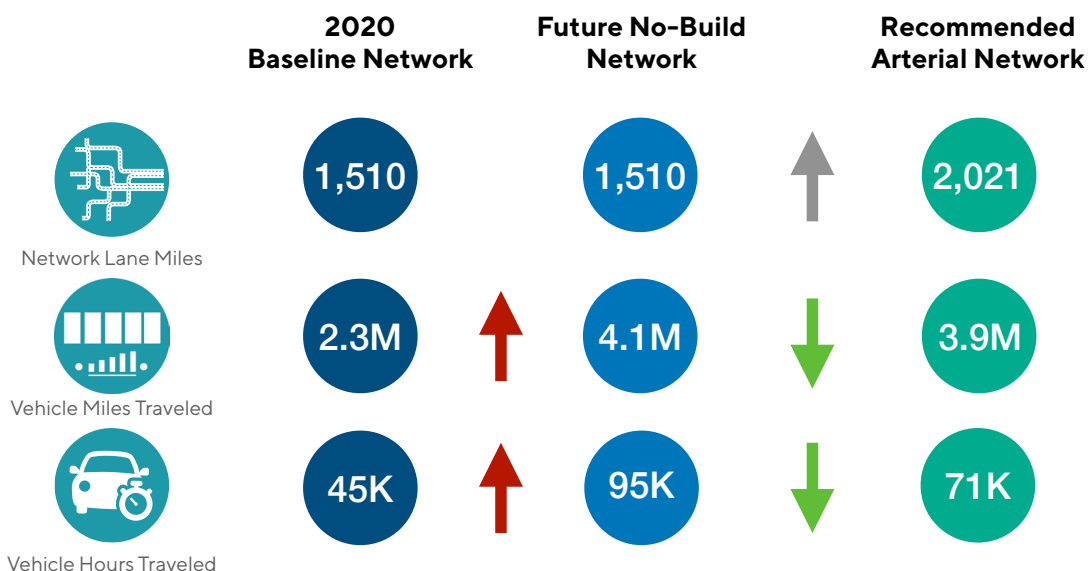 2020
Baseline Network
Future No-Build
Network
Recommended
Arterial Network
1,510
1,510
2,021
Network Lane Miles
2.3M
4.1M
3.9M
Vehicle Miles Traveled
45K
95K
71K
Vehicle Hours Traveled